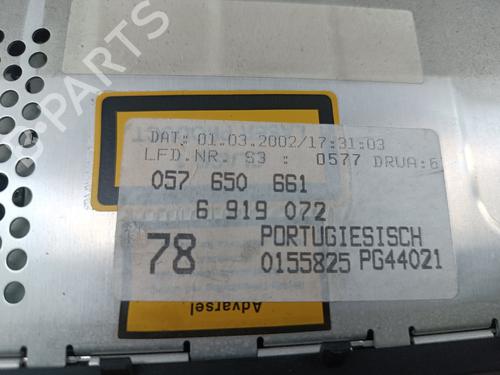 B-PARTS
DAT: 01.03.2002/17:31:03
LFD.NR. S3 : 0577 DRVA:6
057 650 661
6 919 072
78 PORTUGIESISCH
0155825 PG44021
Advarsel